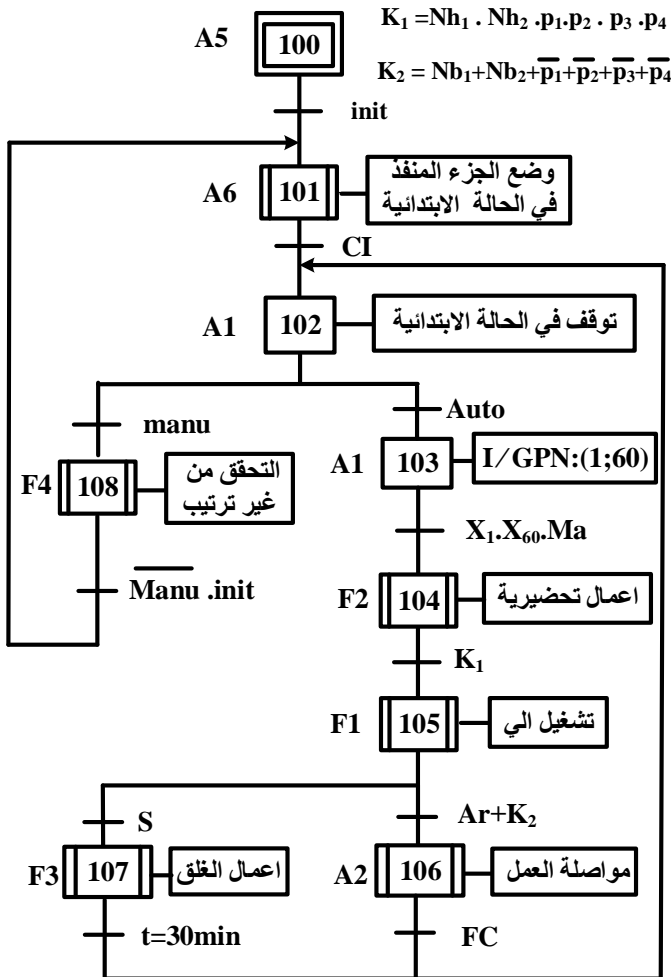 K₁ =Nh₁ . Nh₂ .p₁.p₂ . p₃ .p₄
A5
100
K₂ = Nb₁+Nb₂+p̅₁+p̅₂+p̅₃+p̅₄
init
A6
101
وضع الجزء المنفذ
في الحالة الابتدائية
CI
A1
102
توقف في الحالة الابتدائية
manu
Auto
F4
108
التحقق من
غير ترتيب
A1
103
I/GPN:(1;60)
X₁.X₆₀.Ma
M̅a̅n̅u̅ .init
F2
104
اعمال تحضيرية
K₁
F1
105
تشغيل الي
S
Ar+K₂
F3
107
اعمال الغلق
A2
106
مواصلة العمل
t=30min
FC